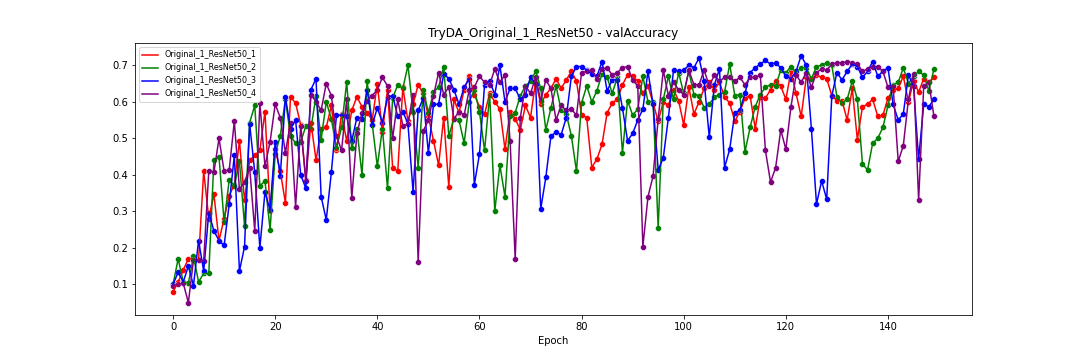 TryDA_Original_1_ResNet50 - valAccuracy
Original_1_ResNet50_1
Original_1_ResNet50_2
Original_1_ResNet50_3
Original_1_ResNet50_4
0.7
0.6
0.5
0.4
0.3
0.2
0.1
0 20 40 60 80 100 120 140
Epoch